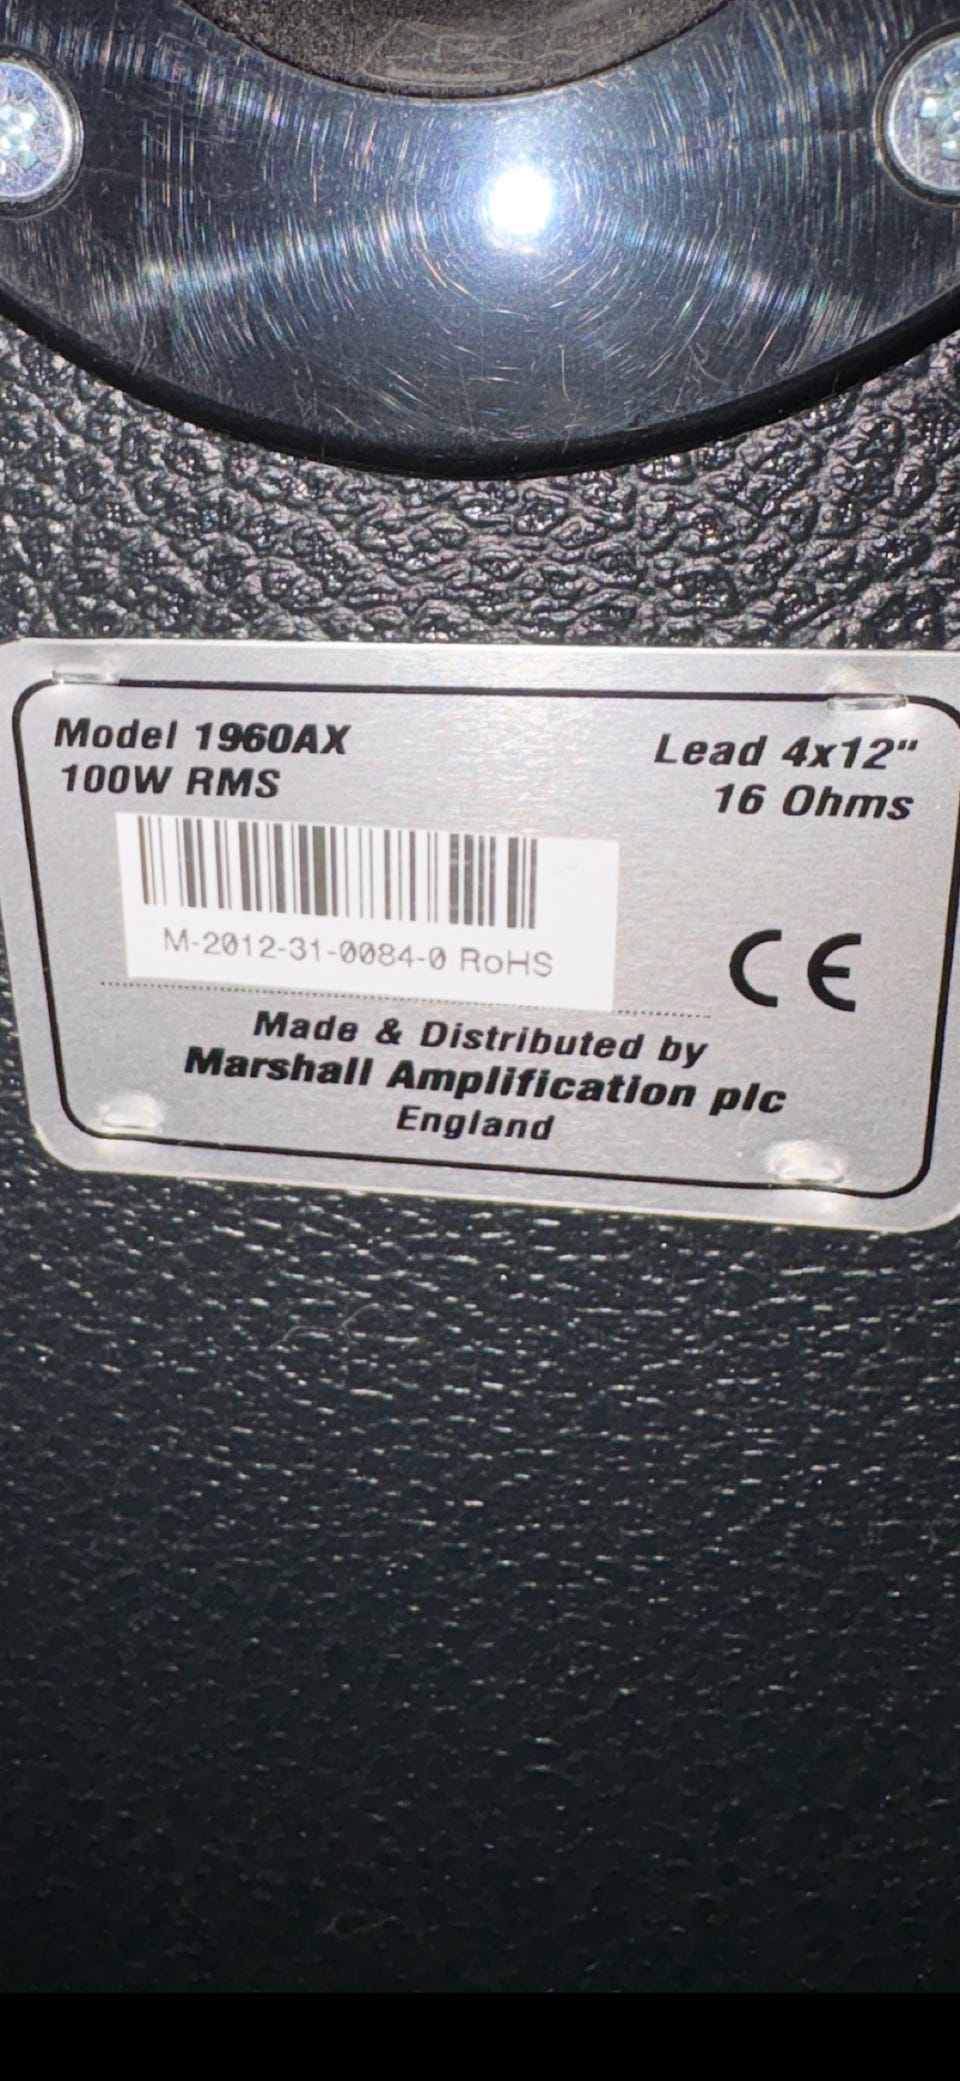 Model 1960AX
100W RMS
Lead 4x12"
16 Ohms
M-2012-31-0084-0 RoHS
CE
Made & Distributed by
Marshall Amplification plc
England